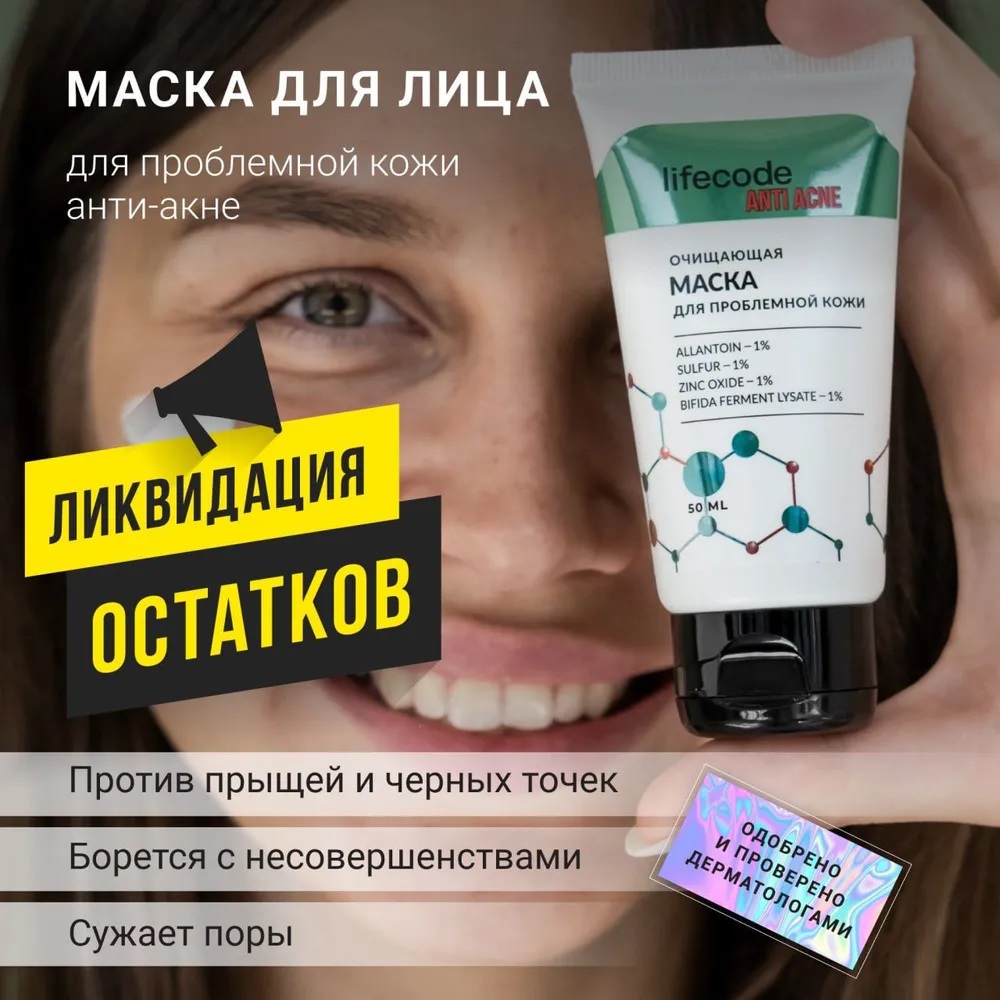 МАСКА ДЛЯ ЛИЦА
для проблемной кожи
анти-акне
lifecode
ANTI ACNE
ОЧИЩАЮЩАЯ
МАСКА
ДЛЯ ПРОБЛЕМНОЙ КОЖИ
ALLANTOIN – 1%
SULFUR – 1%
ZINC OXIDE – 1%
BIFIDA FERMENT LYSATE – 1%
50 ML
ЛИКВИДАЦИЯ
ОСТАТКОВ
Против прыщей и черных точек
Борется с несовершенствами
Сужает поры
ОДОБРЕНО
И ПРОВЕРЕНО
ДЕРМАТОЛОГАМИ